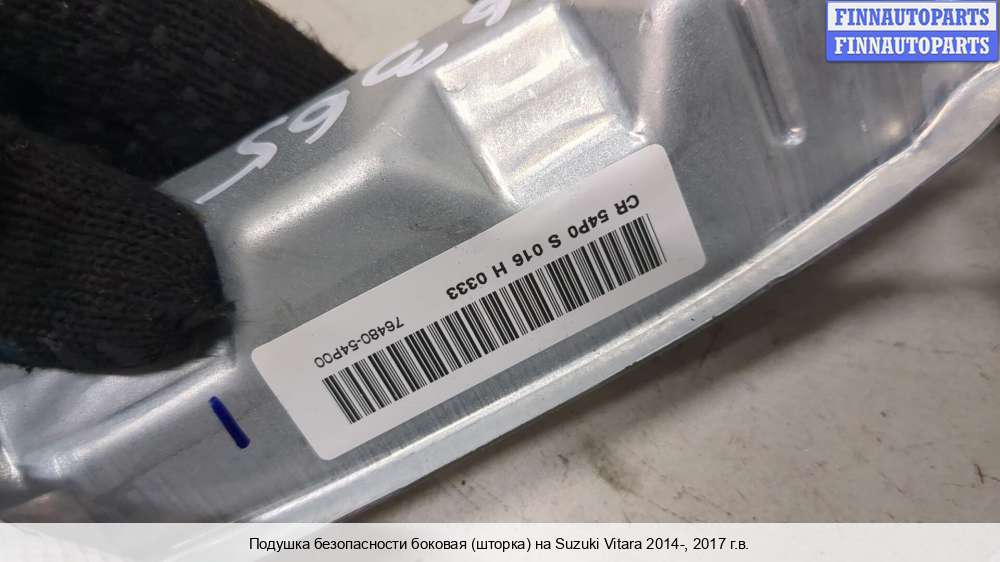 FINNAUTOPARTS
FINNAUTOPARTS
CR 54P0 S 016 H 0333
76480-54P00
Подушка безопасности боковая (шторка) на Suzuki Vitara 2014-, 2017 г.в.